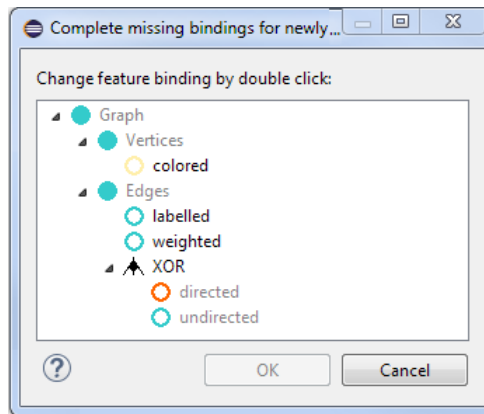 Complete missing bindings for newly...
Change feature binding by double click:
Graph
Vertices
colored
Edges
labelled
weighted
XOR
directed
undirected
?
OK
Cancel